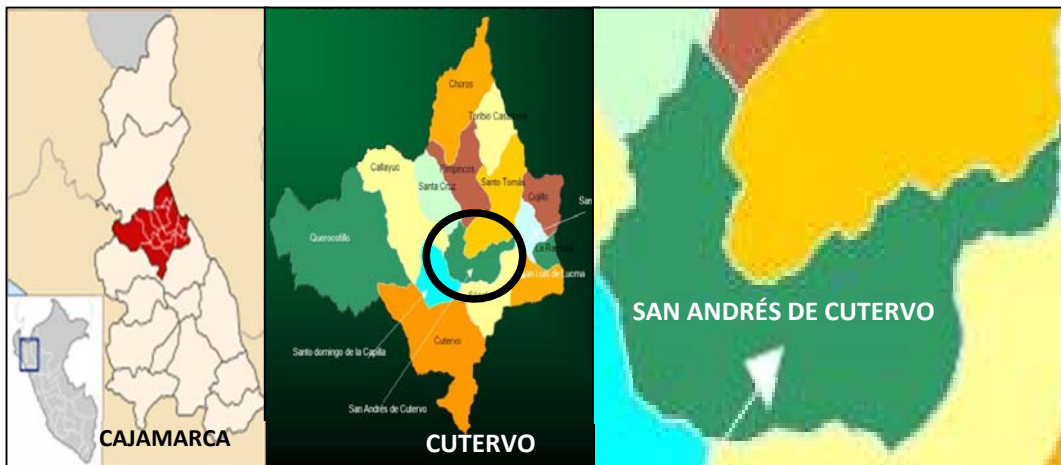 CAJAMARCA
Choros
Toribio Casanova
Callayuc
Pimpincos
Santa Cruz
Santo Tomás
Cujillo
San
Querocotillo
La Ramada
Luis de Lucma
Cutervo
Santo domingo de la Capilla
San Andrés de Cutervo
CUTERVO
SAN ANDRÉS DE CUTERVO